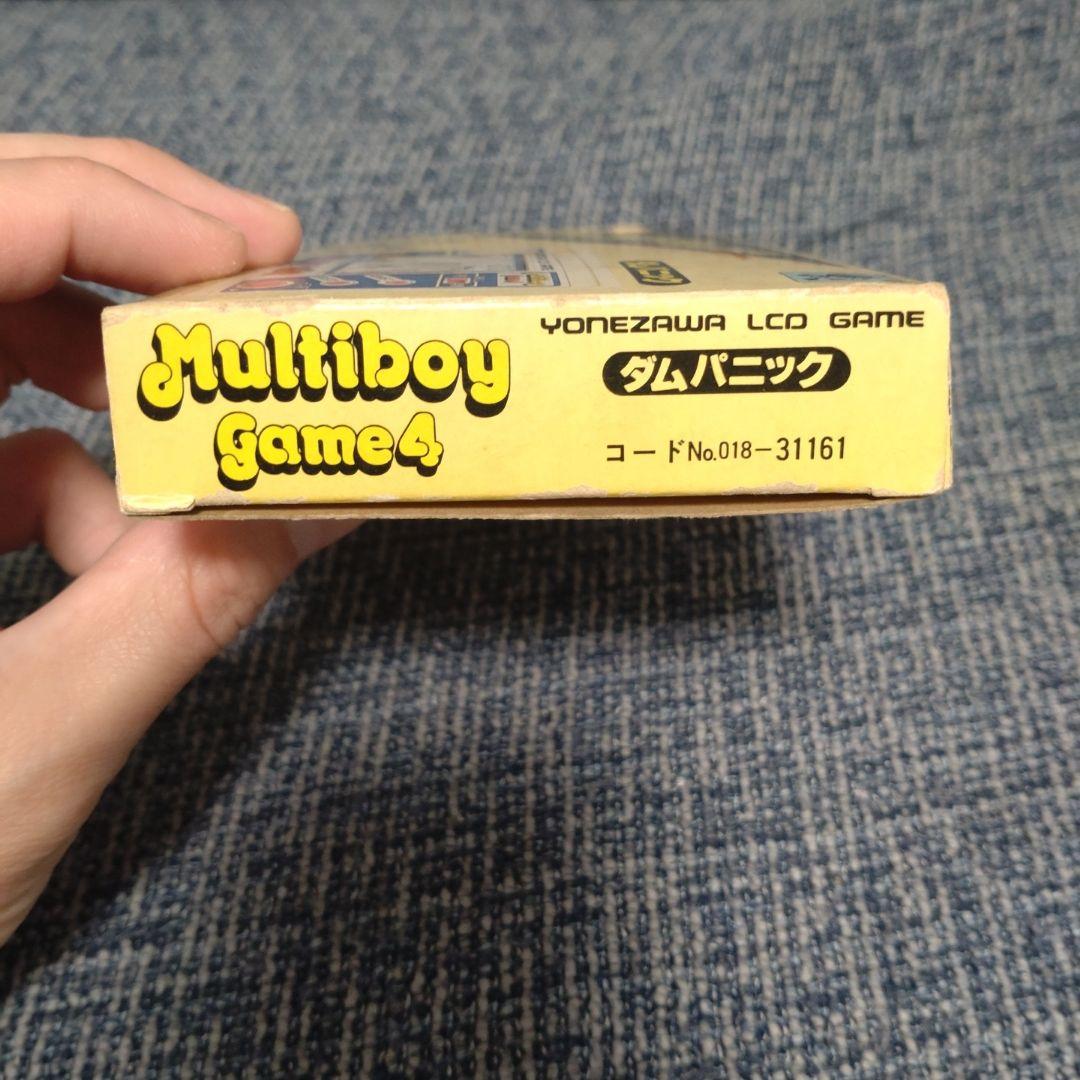 Multiboy
Game4
YONEZAWA LCD GAME
ダムパニック
コードNo.018-31161